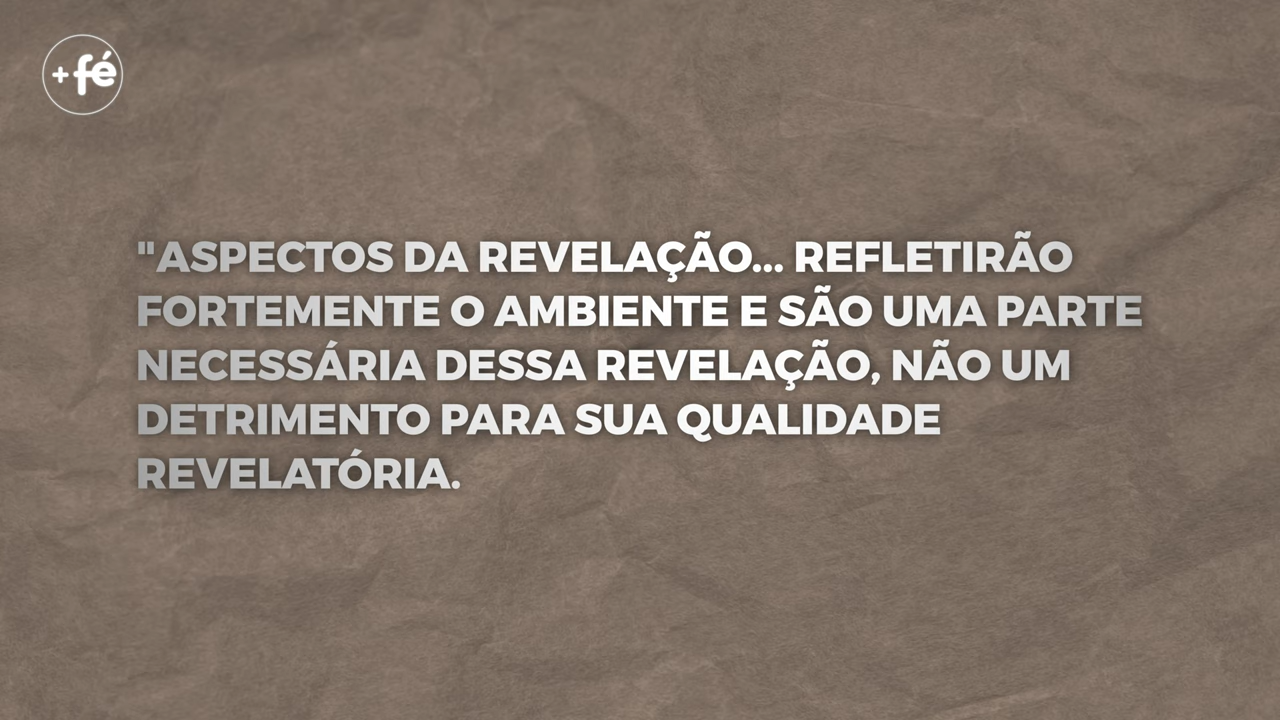 +fé
"ASPECTOS DA REVELAÇÃO... REFLETIRÃO
FORTEMENTE O AMBIENTE E SÃO UMA PARTE
NECESSÁRIA DESSA REVELAÇÃO, NÃO UM
DETRIMENTO PARA SUA QUALIDADE
REVELATÓRIA.